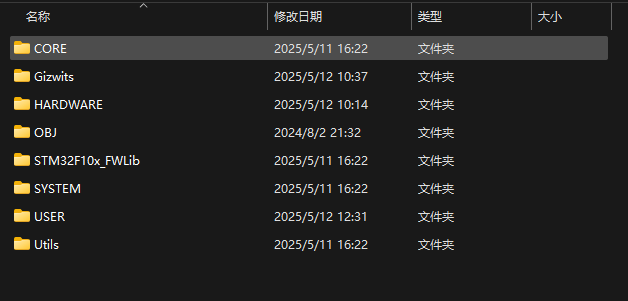 名称 修改日期 类型 大小
CORE 2025/5/11 16:22 文件夹
Gizwits 2025/5/12 10:37 文件夹
HARDWARE 2025/5/12 10:14 文件夹
OBJ 2024/8/2 21:32 文件夹
STM32F10x_FWLib 2025/5/11 16:22 文件夹
SYSTEM 2025/5/11 16:22 文件夹
USER 2025/5/12 12:31 文件夹
Utils 2025/5/11 16:22 文件夹